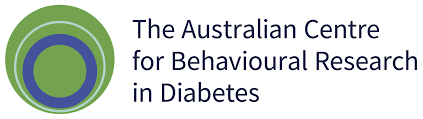 The Australian Centre
for Behavioural Research
in Diabetes